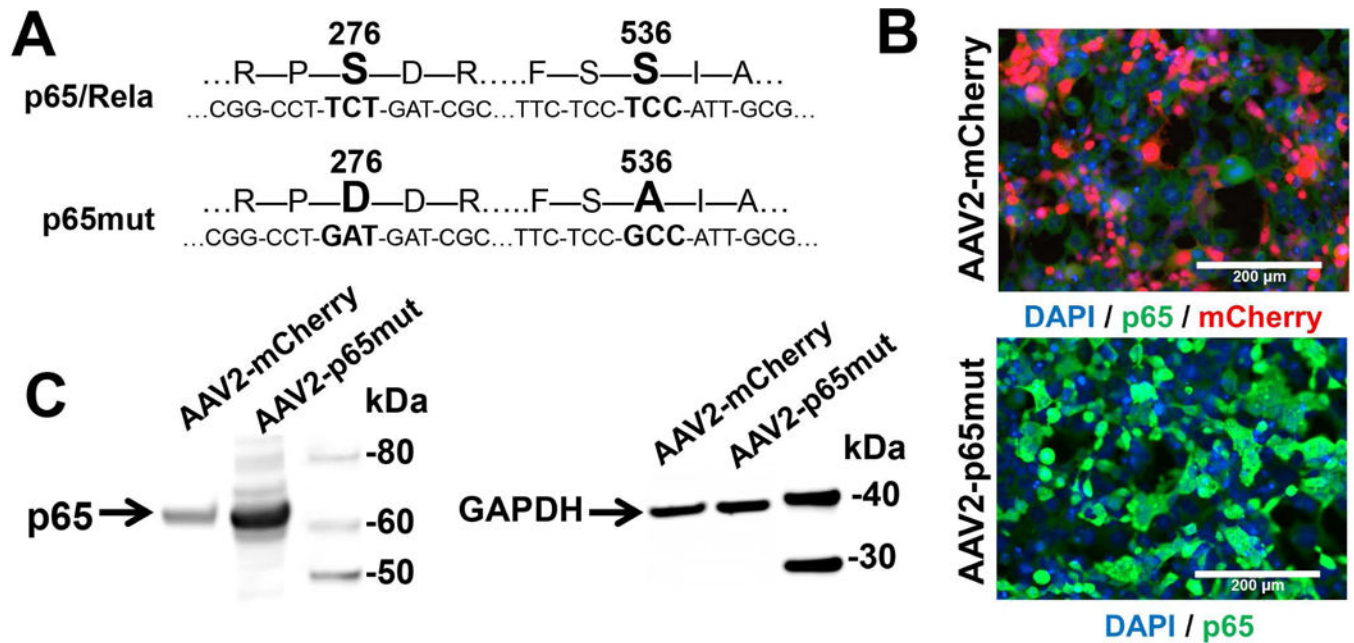 A
276 536
p65/Rela
...R—P—S—D—R.....F—S—S—I—A...
...CGG-CCT-TCT-GAT-CGC...TTC-TCC-TCC-ATT-GCG...
276 536
p65mut
...R—P—D—D—R.....F—S—A—I—A...
...CGG-CCT-GAT-GAT-CGC...TTC-TCC-GCC-ATT-GCG...
B
AAV2-mCherry
200 µm
DAPI / p65 / mCherry
AAV2-p65mut
200 µm
DAPI / p65
C
AAV2-mCherry
AAV2-p65mut
kDa
-80
p65
-60
-50
AAV2-mCherry
AAV2-p65mut
kDa
GAPDH
-40
-30